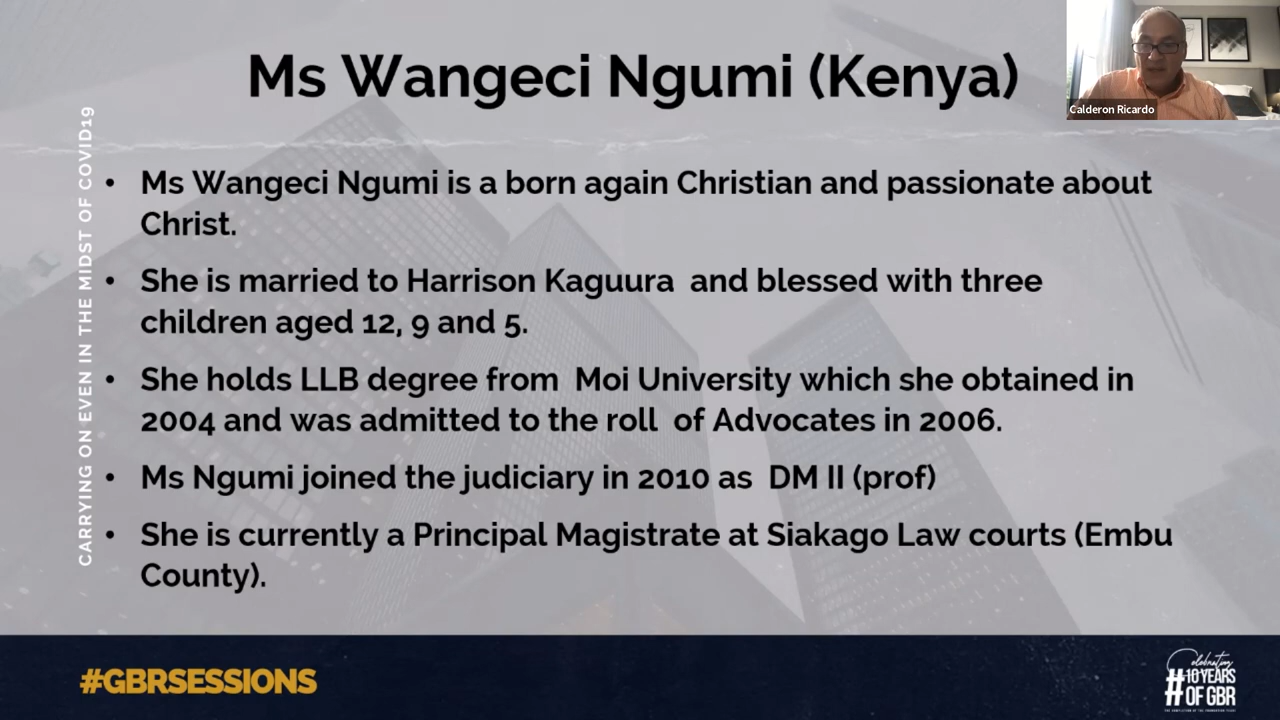 Ms Wangeci Ngumi (Kenya)
Calderon Ricardo
CARRYING ON EVEN IN THE MIDST OF COVID19
• Ms Wangeci Ngumi is a born again Christian and passionate about
Christ.
• She is married to Harrison Kaguura and blessed with three
children aged 12, 9 and 5.
• She holds LLB degree from Moi University which she obtained in
2004 and was admitted to the roll of Advocates in 2006.
• Ms Ngumi joined the judiciary in 2010 as DM II (prof)
• She is currently a Principal Magistrate at Siakago Law courts (Embu
County).
#GBRSESSIONS
Celebrating
#10 YEARS
OF GBR